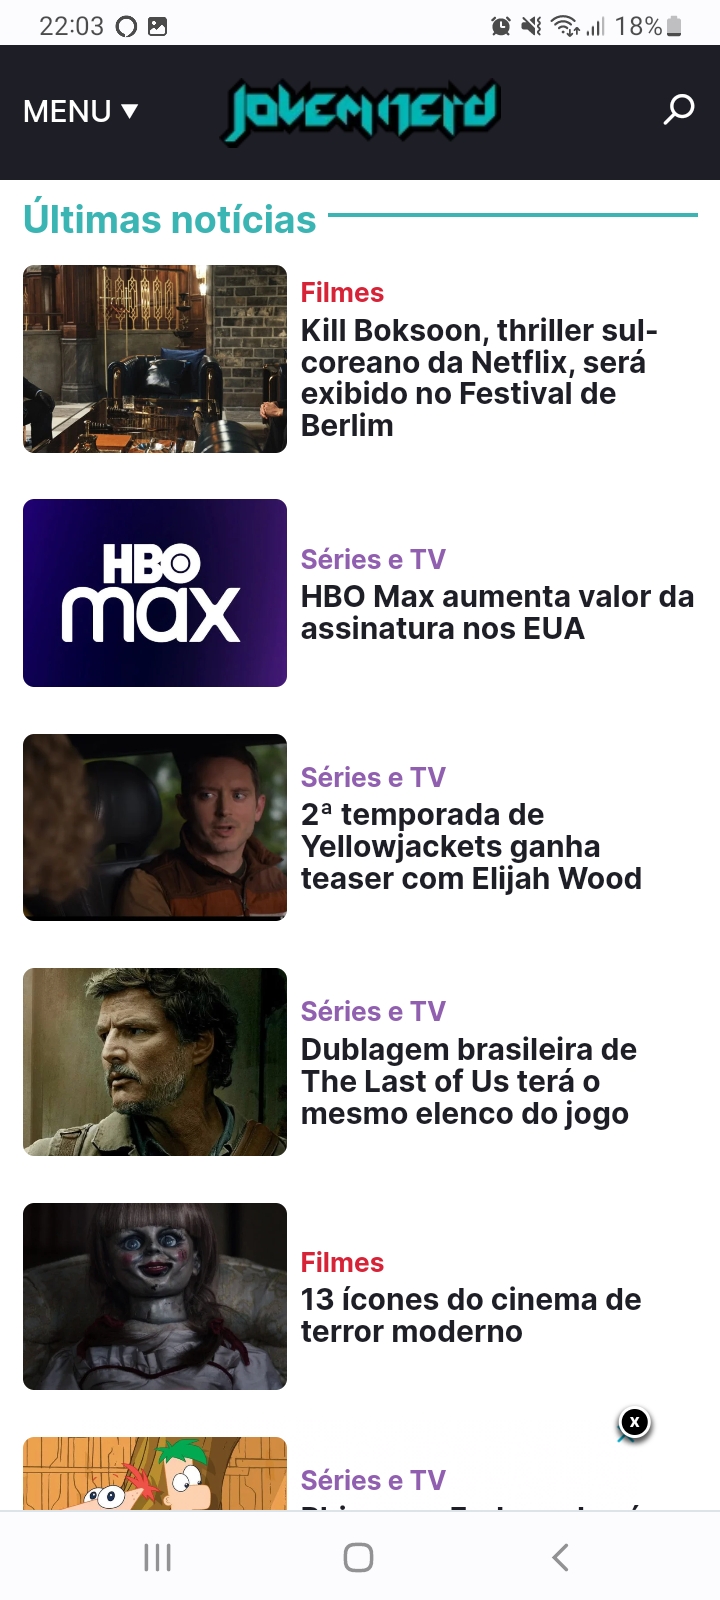 22:03
18%
MENU
JOVEM NERD
Últimas notícias
Filmes
Kill Boksoon, thriller sul-
coreano da Netflix, será
exibido no Festival de
Berlim
HBO
max
Séries e TV
HBO Max aumenta valor da
assinatura nos EUA
Séries e TV
2ª temporada de
Yellowjackets ganha
teaser com Elijah Wood
Séries e TV
Dublagem brasileira de
The Last of Us terá o
mesmo elenco do jogo
Filmes
13 ícones do cinema de
terror moderno
X
Séries e TV